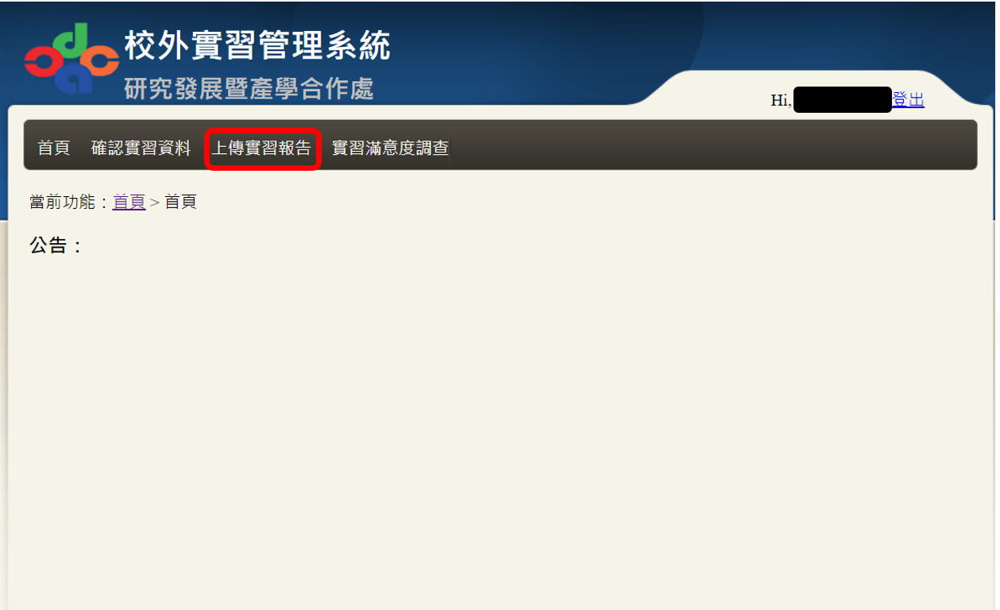 校外實習管理系統
研究發展暨產學合作處
Hi, 登出
首頁 確認實習資料 上傳實習報告 實習滿意度調查
當前功能：首頁 > 首頁
公告：